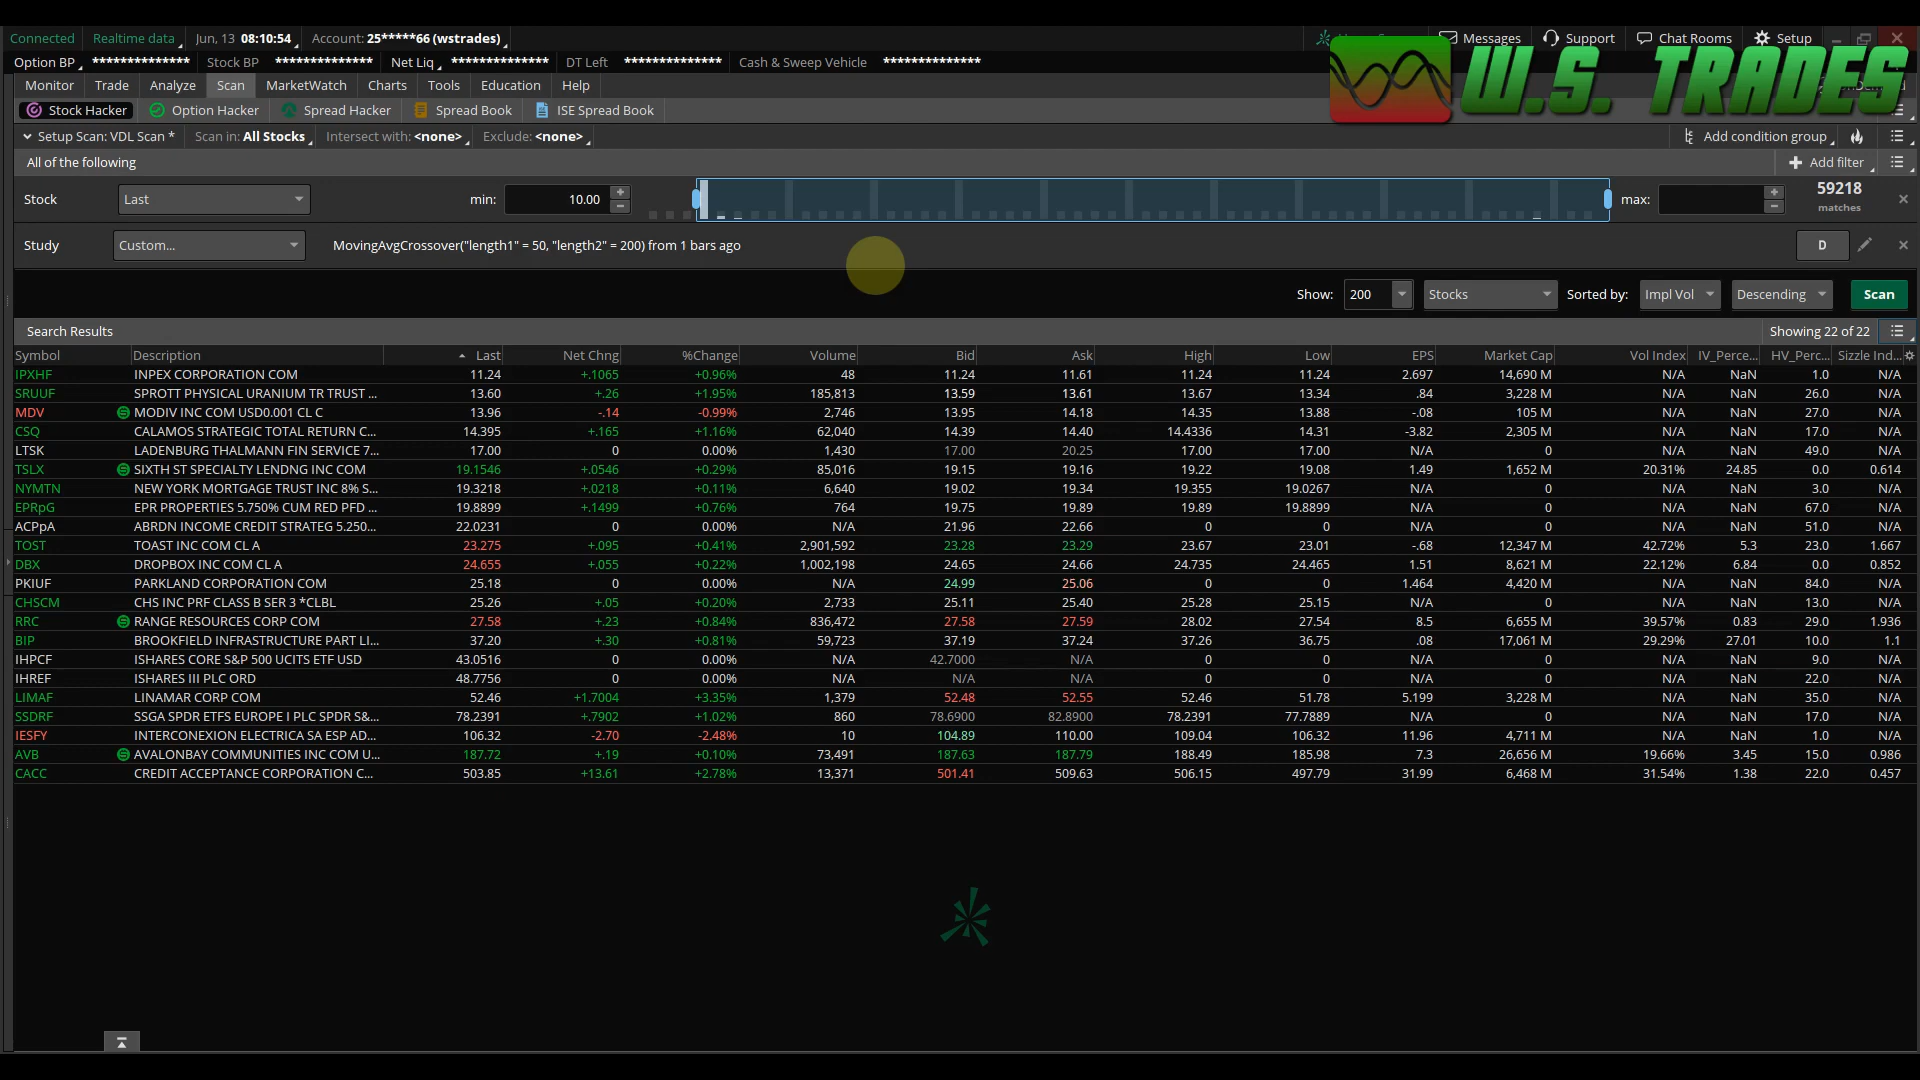 Connected Realtime data Jun, 13 08:10:54 Account: 25*****66 (wstrades) Messages Support Chat Rooms Setup
Option BP ************** Stock BP ************** Net Liq ************** DT Left ************** Cash & Sweep Vehicle **************
W.S. TRADES
Monitor Trade Analyze Scan MarketWatch Charts Tools Education Help
Stock Hacker Option Hacker Spread Hacker Spread Book ISE Spread Book
Setup Scan: VDL Scan * Scan in: All Stocks Intersect with: <none> Exclude: <none> Add condition group
All of the following Add filter
Stock Last min: 10.00 max: 59218 matches
Study Custom... MovingAvgCrossover("length1" = 50, "length2" = 200) from 1 bars ago D
Show: 200 Stocks Sorted by: Impl Vol Descending Scan
Search Results Showing 22 of 22
Symbol Description Last Net Chng %Change Volume Bid Ask High Low EPS Market Cap Vol Index IV_Perce... HV_Perc... Sizzle Ind...
IPXHF INPEX CORPORATION COM 11.24 +.1065 +0.96% 48 11.24 11.61 11.24 11.24 2.697 14,690 M N/A NaN 1.0 N/A
SRUUF SPROTT PHYSICAL URANIUM TR TRUST ... 13.60 +.26 +1.95% 185,813 13.59 13.61 13.67 13.34 .84 3,228 M N/A NaN 26.0 N/A
MDV MODIV INC COM USD0.001 CL C 13.96 -.14 -0.99% 2,746 13.95 14.18 14.35 13.88 -.08 105 M N/A NaN 27.0 N/A
CSQ CALAMOS STRATEGIC TOTAL RETURN C... 14.395 +.165 +1.16% 62,040 14.39 14.40 14.4336 14.31 -3.82 2,305 M N/A NaN 17.0 N/A
LTSK LADENBURG THALMANN FIN SERVICE 7... 17.00 0 0.00% 1,430 17.00 20.25 17.00 17.00 N/A 0 N/A NaN 49.0 N/A
TSLX SIXTH ST SPECIALTY LENDNG INC COM 19.1546 +.0546 +0.29% 85,016 19.15 19.16 19.22 19.08 1.49 1,652 M 20.31% 24.85 0.0 0.614
NYMTN NEW YORK MORTGAGE TRUST INC 8% S... 19.3218 +.0218 +0.11% 6,640 19.02 19.34 19.355 19.0267 N/A 0 N/A NaN 3.0 N/A
EPRpG EPR PROPERTIES 5.750% CUM RED PFD ... 19.8899 +.1499 +0.76% 764 19.75 19.89 19.89 19.8899 N/A 0 N/A NaN 67.0 N/A
ACPpA ABRDN INCOME CREDIT STRATEG 5.250... 22.0231 0 0.00% N/A 21.96 22.66 0 0 N/A 0 N/A NaN 51.0 N/A
TOST TOAST INC COM CL A 23.275 +.095 +0.41% 2,901,592 23.28 23.29 23.67 23.01 -.68 12,347 M 42.72% 5.3 23.0 1.667
DBX DROPBOX INC COM CL A 24.655 +.055 +0.22% 1,002,198 24.65 24.66 24.735 24.465 1.51 8,621 M 22.12% 6.84 0.0 0.852
PKIUF PARKLAND CORPORATION COM 25.18 0 0.00% N/A 24.99 25.06 0 0 1.464 4,420 M N/A NaN 84.0 N/A
CHSCM CHS INC PRF CLASS B SER 3 *CLBL 25.26 +.05 +0.20% 2,733 25.11 25.40 25.28 25.15 N/A 0 N/A NaN 13.0 N/A
RRC RANGE RESOURCES CORP COM 27.58 +.23 +0.84% 836,472 27.58 27.59 28.02 27.54 8.5 6,655 M 39.57% 0.83 29.0 1.936
BIP BROOKFIELD INFRASTRUCTURE PART LI... 37.20 +.30 +0.81% 59,723 37.19 37.24 37.26 36.75 .08 17,061 M 29.29% 27.01 10.0 1.1
IHPCF ISHARES CORE S&P 500 UCITS ETF USD 43.0516 0 0.00% N/A 42.7000 N/A 0 0 N/A 0 N/A NaN 9.0 N/A
IHREF ISHARES III PLC ORD 48.7756 0 0.00% N/A N/A N/A 0 0 N/A 0 N/A NaN 22.0 N/A
LIMAF LINAMAR CORP COM 52.46 +1.7004 +3.35% 1,379 52.48 52.55 52.46 51.78 5.199 3,228 M N/A NaN 35.0 N/A
SSDRF SSGA SPDR ETFS EUROPE I PLC SPDR S&... 78.2391 +.7902 +1.02% 860 78.6900 82.8900 78.2391 77.7889 N/A 0 N/A NaN 17.0 N/A
IESFY INTERCONEXION ELECTRICA SA ESP AD... 106.32 -2.70 -2.48% 10 104.89 110.00 109.04 106.32 11.96 4,711 M N/A NaN 1.0 N/A
AVB AVALONBAY COMMUNITIES INC COM U... 187.72 +.19 +0.10% 73,491 187.63 187.79 188.49 185.98 7.3 26,656 M 19.66% 3.45 15.0 0.986
CACC CREDIT ACCEPTANCE CORPORATION C... 503.85 +13.61 +2.78% 13,371 501.41 509.63 506.15 497.79 31.99 6,468 M 31.54% 1.38 22.0 0.457